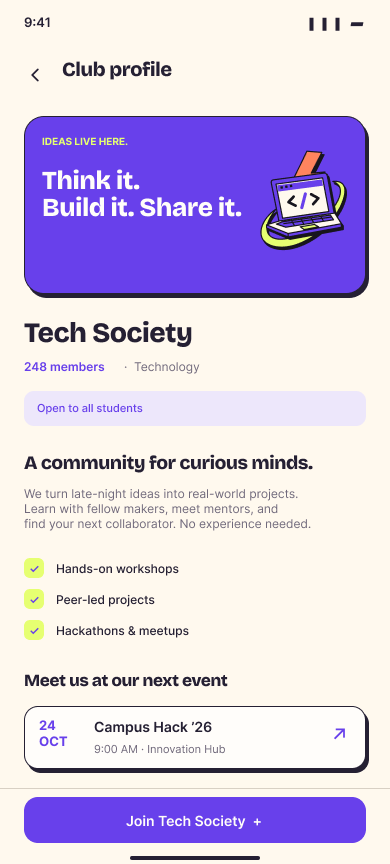 9:41
Club profile
IDEAS LIVE HERE.
Think it.
Build it. Share it.
</>
Tech Society
248 members · Technology
Open to all students
A community for curious minds.
We turn late-night ideas into real-world projects.
Learn with fellow makers, meet mentors, and
find your next collaborator. No experience needed.
Hands-on workshops
Peer-led projects
Hackathons & meetups
Meet us at our next event
24
OCT
Campus Hack ’26
9:00 AM · Innovation Hub
Join Tech Society +